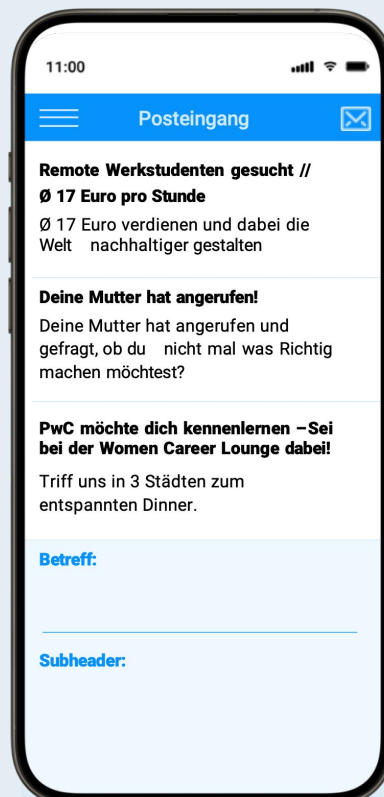 11:00
Posteingang
Remote Werkstudenten gesucht //
Ø 17 Euro pro Stunde
Ø 17 Euro verdienen und dabei die
Welt nachhaltiger gestalten
Deine Mutter hat angerufen!
Deine Mutter hat angerufen und
gefragt, ob du nicht mal was Richtig
machen möchtest?
PwC möchte dich kennenlernen –Sei
bei der Women Career Lounge dabei!
Triff uns in 3 Städten zum
entspannten Dinner.
Betreff:
Subheader: